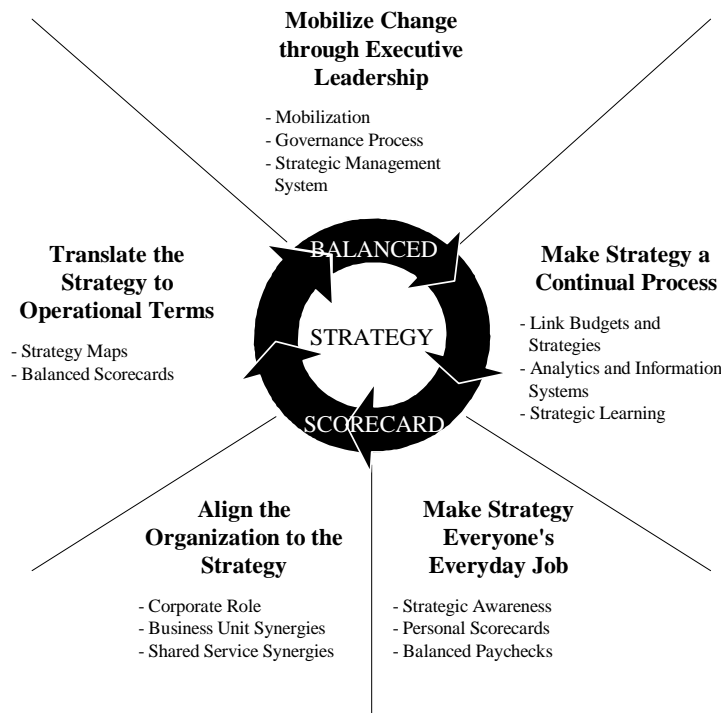 Mobilize Change
through Executive
Leadership
- Mobilization
- Governance Process
- Strategic Management
System
Translate the
Strategy to
Operational Terms
- Strategy Maps
- Balanced Scorecards
BALANCED
STRATEGY
SCORECARD
Make Strategy a
Continual Process
- Link Budgets and
Strategies
- Analytics and Information
Systems
- Strategic Learning
Align the
Organization to the
Strategy
- Corporate Role
- Business Unit Synergies
- Shared Service Synergies
Make Strategy
Everyone's
Everyday Job
- Strategic Awareness
- Personal Scorecards
- Balanced Paychecks